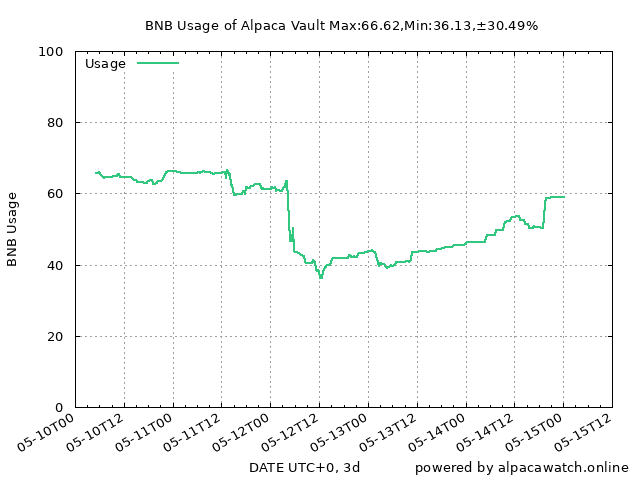 BNB Usage of Alpaca Vault Max:66.62,Min:36.13,±30.49%
Usage
100
80
60
40
20
0
BNB Usage
05-10T00
05-10T12
05-11T00
05-11T12
05-12T00
05-12T12
05-13T00
05-13T12
05-14T00
05-14T12
05-15T00
05-15T12
DATE UTC+0, 3d
powered by alpacawatch.online